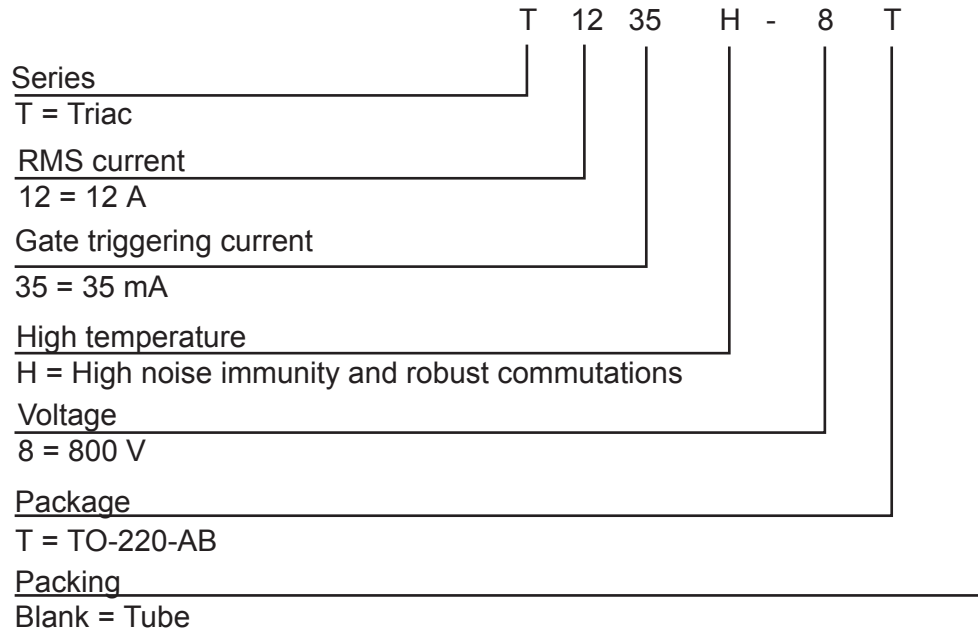 T 12 35 H - 8 T
Series
T = Triac
RMS current
12 = 12 A
Gate triggering current
35 = 35 mA
High temperature
H = High noise immunity and robust commutations
Voltage
8 = 800 V
Package
T = TO-220-AB
Packing
Blank = Tube